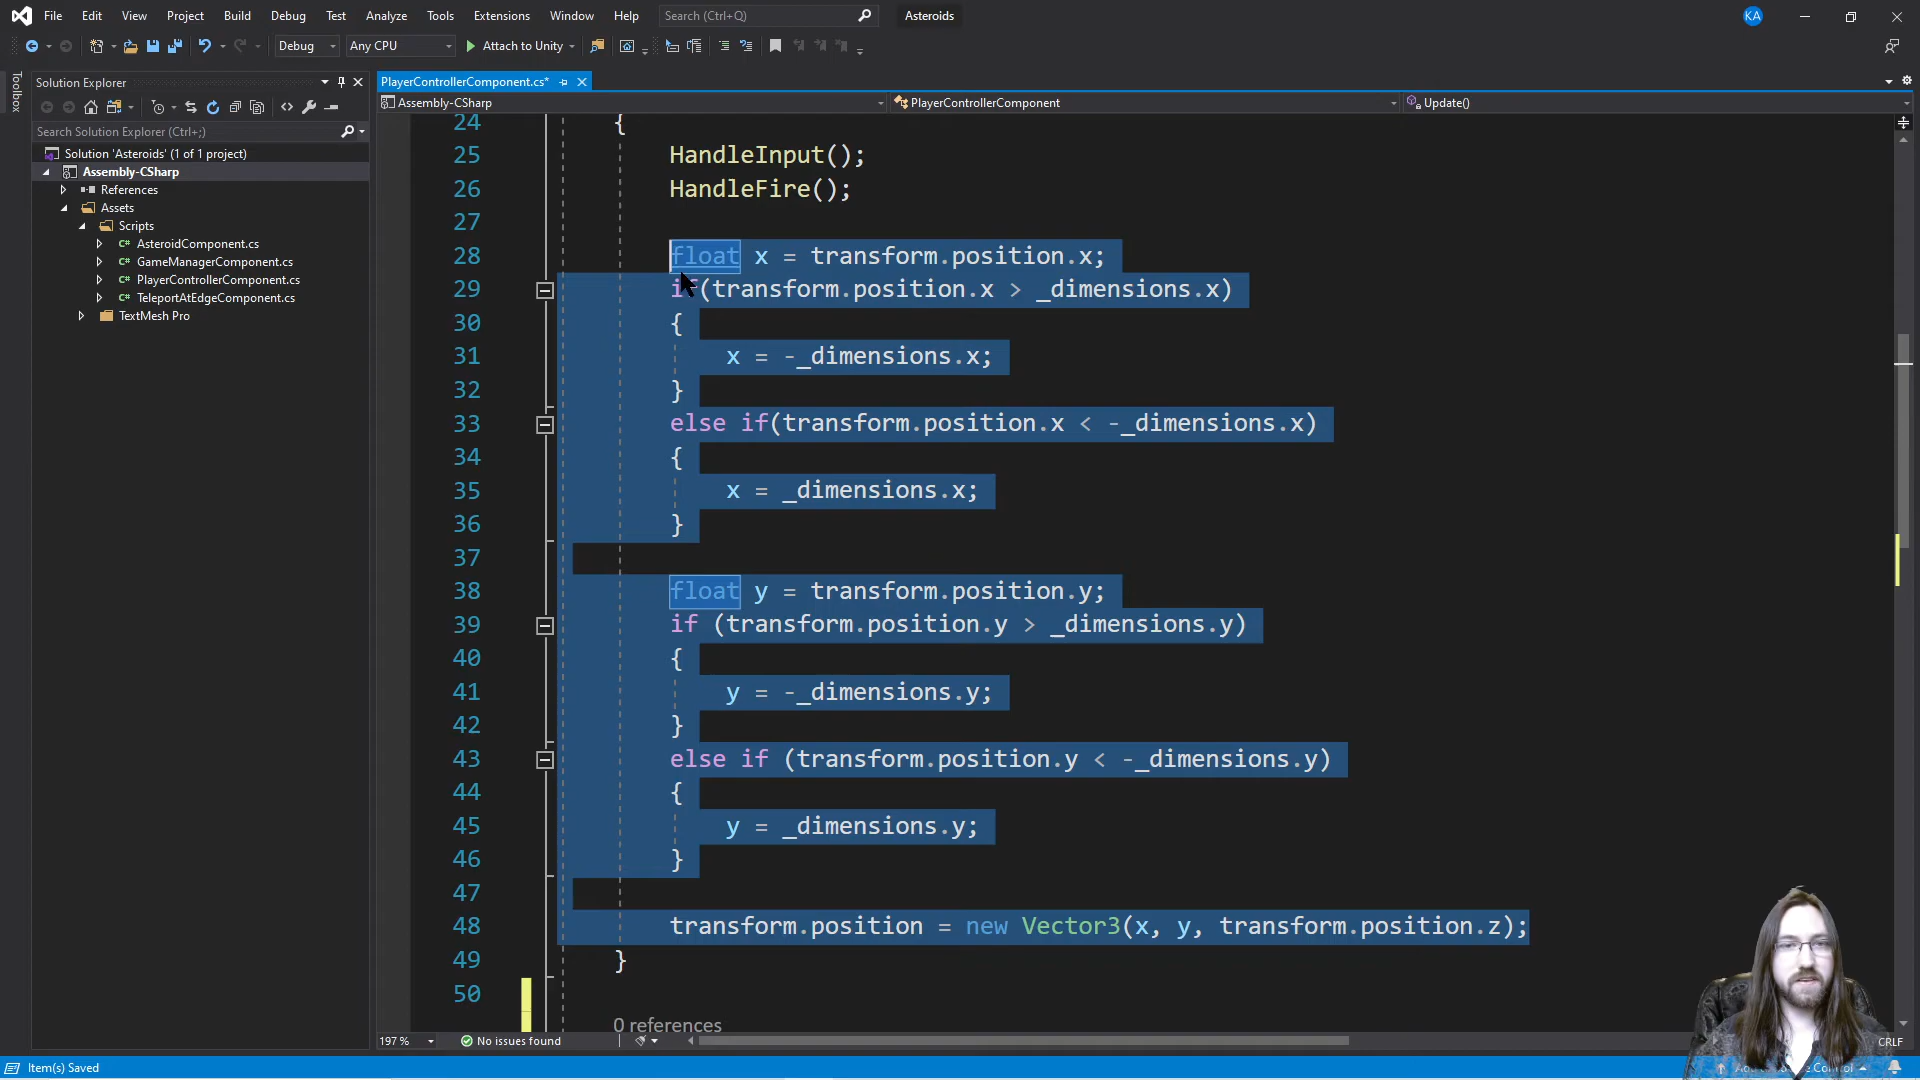 File Edit View Project Build Debug Test Analyze Tools Extensions Window Help Search (Ctrl+Q) Asteroids KA
Debug Any CPU Attach to Unity
Toolbox
Solution Explorer
Search Solution Explorer (Ctrl+;)
Solution 'Asteroids' (1 of 1 project)
Assembly-CSharp
References
Assets
Scripts
AsteroidComponent.cs
GameManagerComponent.cs
PlayerControllerComponent.cs
TeleportAtEdgeComponent.cs
TextMesh Pro
PlayerControllerComponent.cs*
Assembly-CSharp PlayerControllerComponent Update()
24 {
25 HandleInput();
26 HandleFire();
27
28 float x = transform.position.x;
29 if(transform.position.x > _dimensions.x)
30 {
31 x = -_dimensions.x;
32 }
33 else if(transform.position.x < -_dimensions.x)
34 {
35 x = _dimensions.x;
36 }
37
38 float y = transform.position.y;
39 if (transform.position.y > _dimensions.y)
40 {
41 y = -_dimensions.y;
42 }
43 else if (transform.position.y < -_dimensions.y)
44 {
45 y = _dimensions.y;
46 }
47
48 transform.position = new Vector3(x, y, transform.position.z);
49 }
50
0 references
197 % No issues found CRLF
Item(s) Saved